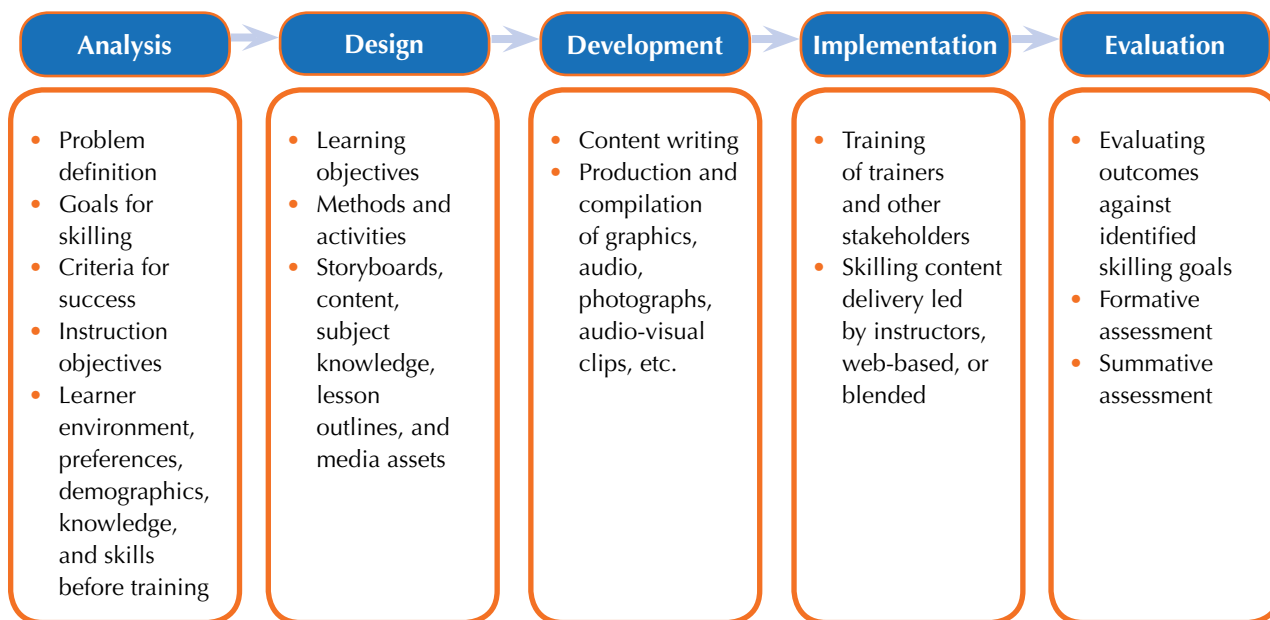 Analysis
Design
Development
Implementation
Evaluation
• Problem
definition
• Goals for
skilling
• Criteria for
success
• Instruction
objectives
• Learner
environment,
preferences,
demographics,
knowledge,
and skills
before training
• Learning
objectives
• Methods and
activities
• Storyboards,
content,
subject
knowledge,
lesson
outlines, and
media assets
• Content writing
• Production and
compilation
of graphics,
audio,
photographs,
audio-visual
clips, etc.
• Training
of trainers
and other
stakeholders
• Skilling content
delivery led
by instructors,
web-based, or
blended
• Evaluating
outcomes
against
identified
skilling goals
• Formative
assessment
• Summative
assessment